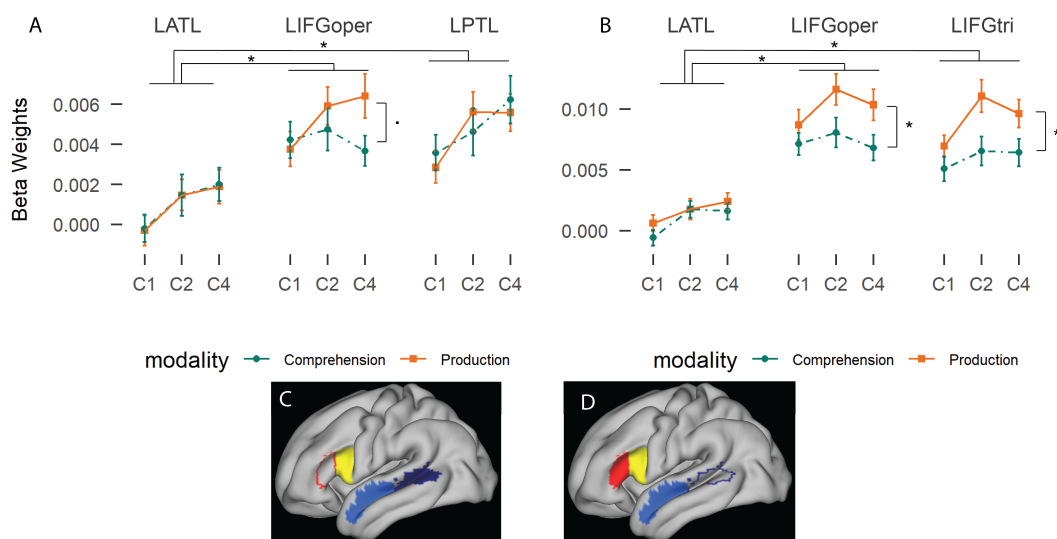 A
LATL LIFGoper LPTL
*
*
Beta Weights
0.006
0.004
0.002
0.000
.
C1 C2 C4 C1 C2 C4 C1 C2 C4
modality Comprehension Production
B
LATL LIFGoper LIFGtri
*
*
0.010
0.005
0.000
*
*
C1 C2 C4 C1 C2 C4 C1 C2 C4
modality Comprehension Production
C
D